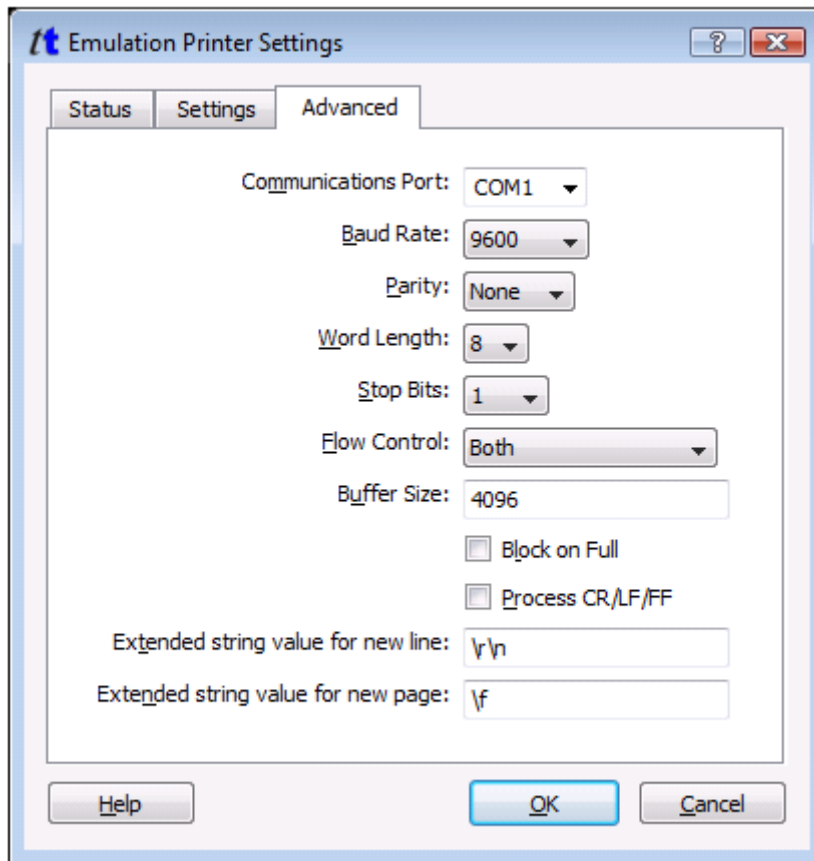 tt Emulation Printer Settings
Status Settings Advanced
Communications Port: COM1
Baud Rate: 9600
Parity: None
Word Length: 8
Stop Bits: 1
Flow Control: Both
Buffer Size: 4096
Block on Full
Process CR/LF/FF
Extended string value for new line: \r\n
Extended string value for new page: \f
Help OK Cancel